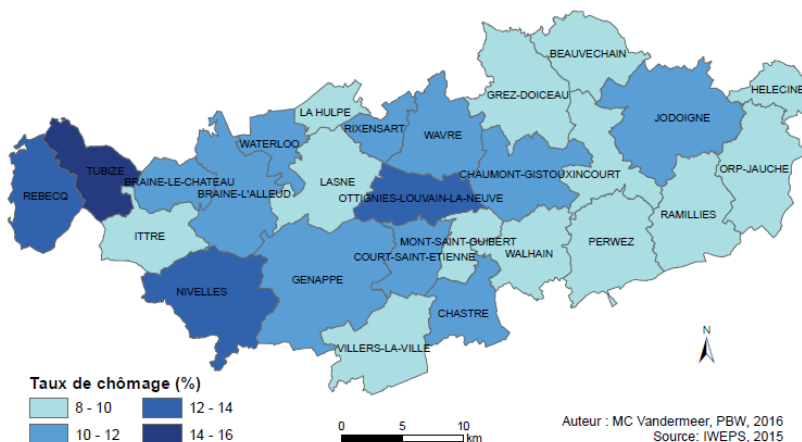 BEAUVECHAIN
GREZ-DOICEAU
HELECINE
LA HULPE
JODOIGNE
RIXENSART
WAVRE
WATERLOO
TUBIZE
BRAINE-LE-CHATEAU
LASNE
CHAUMONT-GISTOUX
INCOURT
ORP-JAUCHE
REBECQ
BRAINE-L'ALLEUD
OTTIGNIES-LOUVAIN-LA-NEUVE
RAMILLIES
ITTRE
MONT-SAINT-GUIBERT
PERWEZ
COURT-SAINT-ETIENNE
WALHAIN
NIVELLES
GENAPPE
CHASTRE
VILLERS-LA-VILLE
N
Taux de chômage (%)
8 - 10 12 - 14
10 - 12 14 - 16
0 5 10
km
Auteur : MC Vandermeer, PBW, 2016
Source: IWEPS, 2015